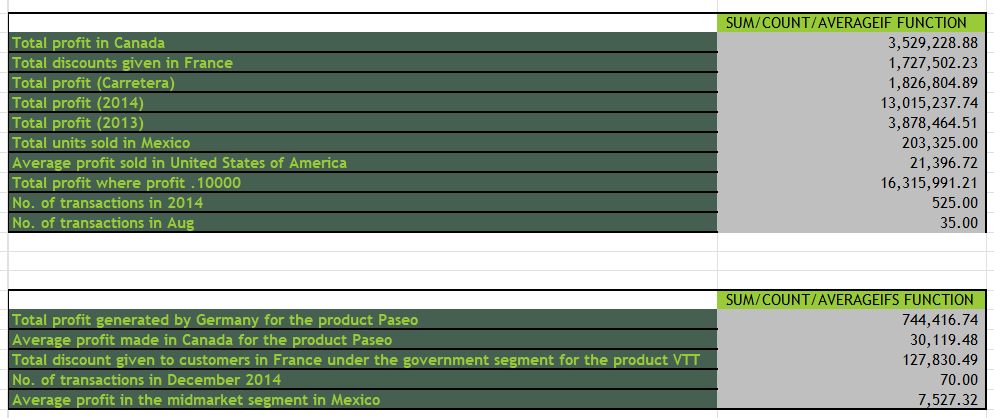 SUM/COUNT/AVERAGEIF FUNCTION
Total profit in Canada 3,529,228.88
Total discounts given in France 1,727,502.23
Total profit (Carretera) 1,826,804.89
Total profit (2014) 13,015,237.74
Total profit (2013) 3,878,464.51
Total units sold in Mexico 203,325.00
Average profit sold in United States of America 21,396.72
Total profit where profit .10000 16,315,991.21
No. of transactions in 2014 525.00
No. of transactions in Aug 35.00
SUM/COUNT/AVERAGEIFS FUNCTION
Total profit generated by Germany for the product Paseo 744,416.74
Average profit made in Canada for the product Paseo 30,119.48
Total discount given to customers in France under the government segment for the product VTT 127,830.49
No. of transactions in December 2014 70.00
Average profit in the midmarket segment in Mexico 7,527.32